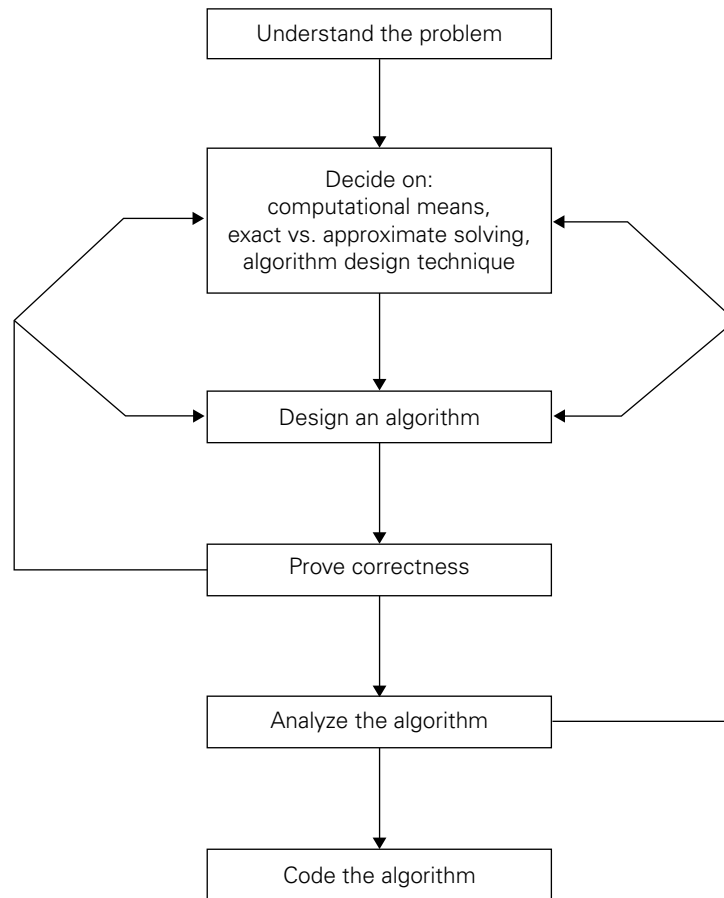 Understand the problem
Decide on:
computational means,
exact vs. approximate solving,
algorithm design technique
Design an algorithm
Prove correctness
Analyze the algorithm
Code the algorithm